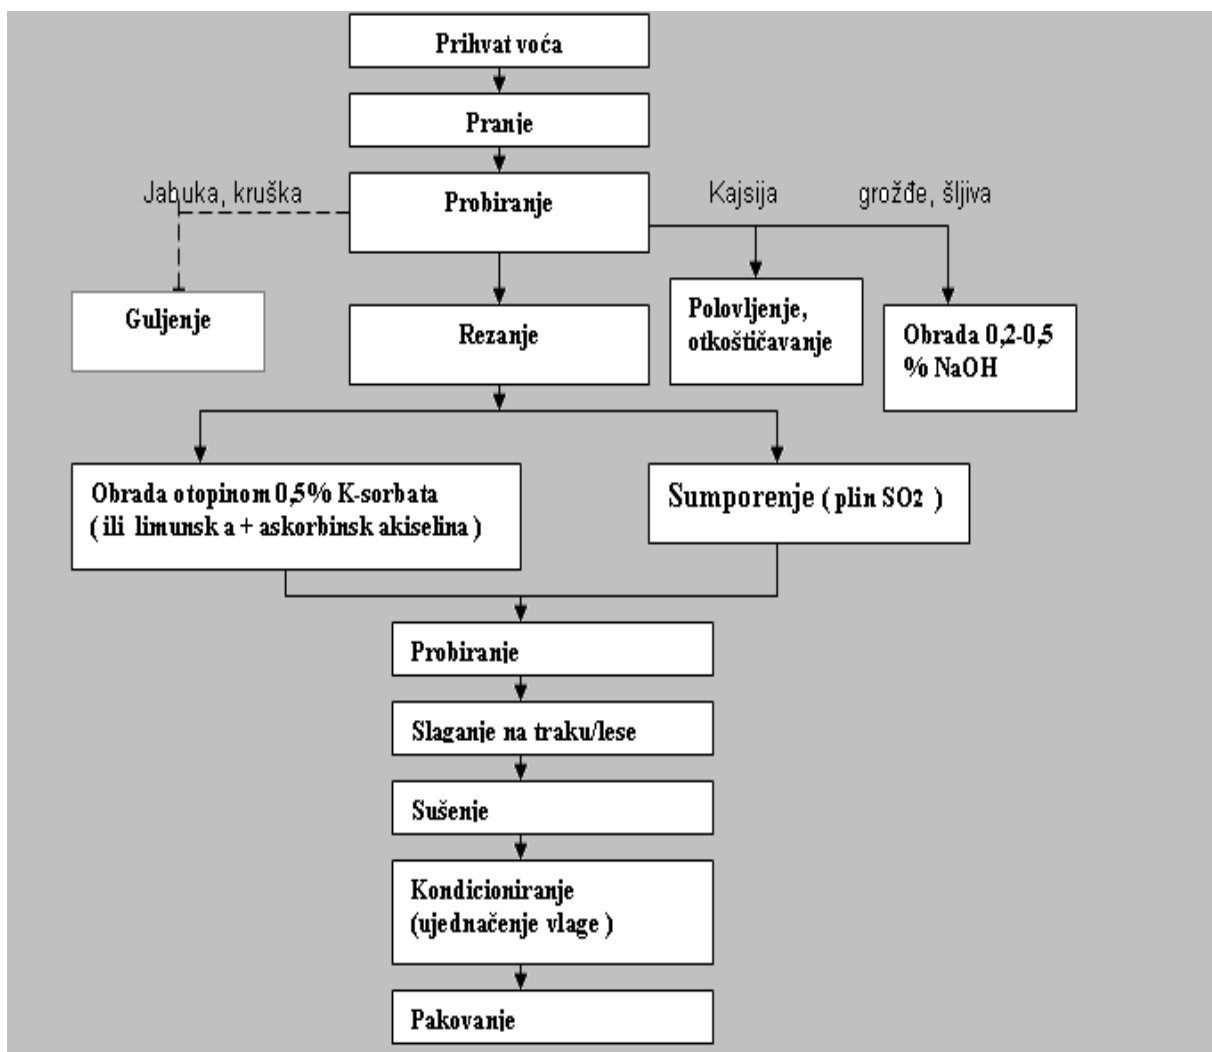 Prihvat voća
Pranje
Jabuka, kruška
Probiranje
Kajsija
grožđe, šljiva
Guljenje
Rezanje
Polovljenje,
otkoštičavanje
Obrada 0,2-0,5
% NaOH
Obrada otopinom 0,5% K-sorbata
( ili limunsk a + askorbinsk akiselina )
Sumporenje ( plin SO2 )
Probiranje
Slaganje na traku/lese
Sušenje
Kondicioniranje
(ujednačenje vlage )
Pakovanje